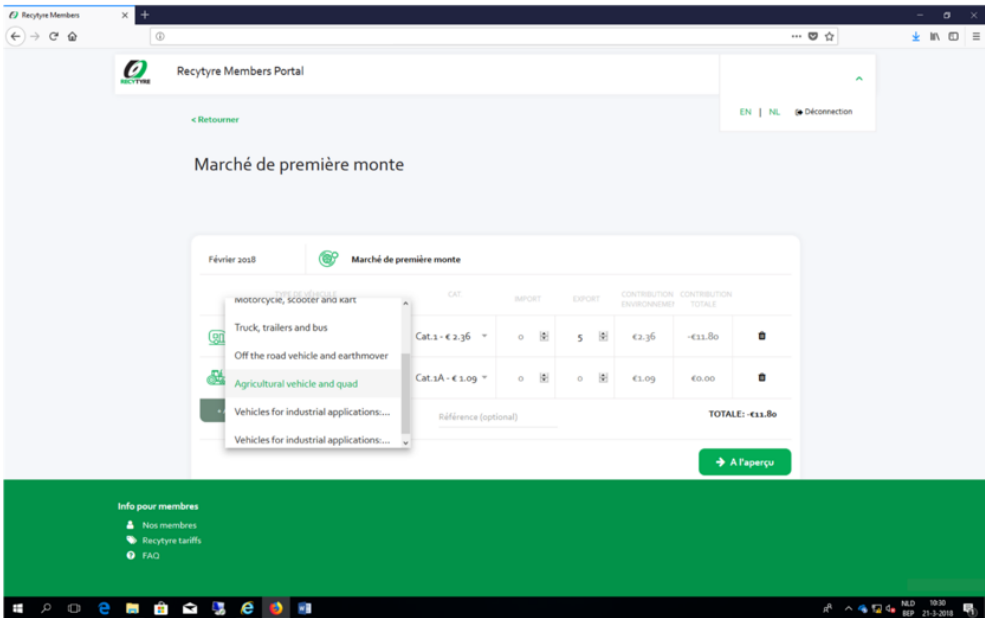 Recytyre Members
RECYTYRE
Recytyre Members Portal
EN | NL Déconnection
< Retourner
Marché de première monte
Février 2018
Marché de première monte
TYPE DE VÉHICULE CAT. IMPORT EXPORT CONTRIBUTION CONTRIBUTION
TOTALE
Motorcycle, scooter and kart
Truck, trailers and bus
Cat.1 - € 2.36 0 5 €2.36 -€11.80
Off the road vehicle and earthmover
Agricultural vehicle and quad
Cat.1A - € 1.09 0 0 €1.09 €0.00
Vehicles for industrial applications:...
Référence (optional) TOTALE: -€11.80
Vehicles for industrial applications:...
A l'aperçu
Info pour membres
Nos membres
Recytyre tariffs
FAQ
NLD 10:30
BEP 21-3-2018